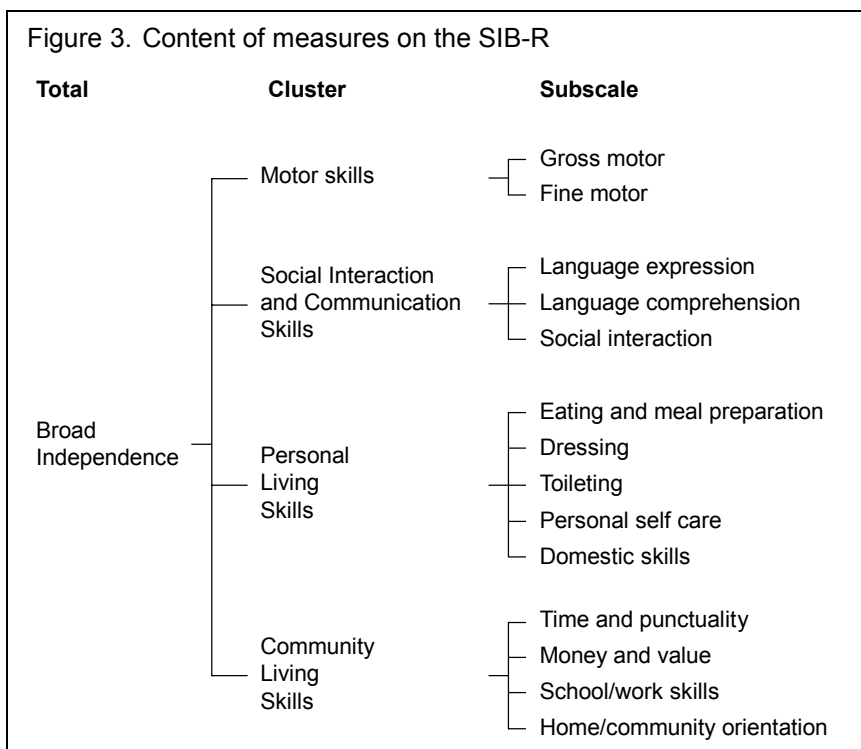 Figure 3. Content of measures on the SIB-R
Total
Cluster
Subscale
Broad
Independence
Motor skills
Gross motor
Fine motor
Social Interaction
and Communication
Skills
Language expression
Language comprehension
Social interaction
Personal
Living
Skills
Eating and meal preparation
Dressing
Toileting
Personal self care
Domestic skills
Community
Living
Skills
Time and punctuality
Money and value
School/work skills
Home/community orientation